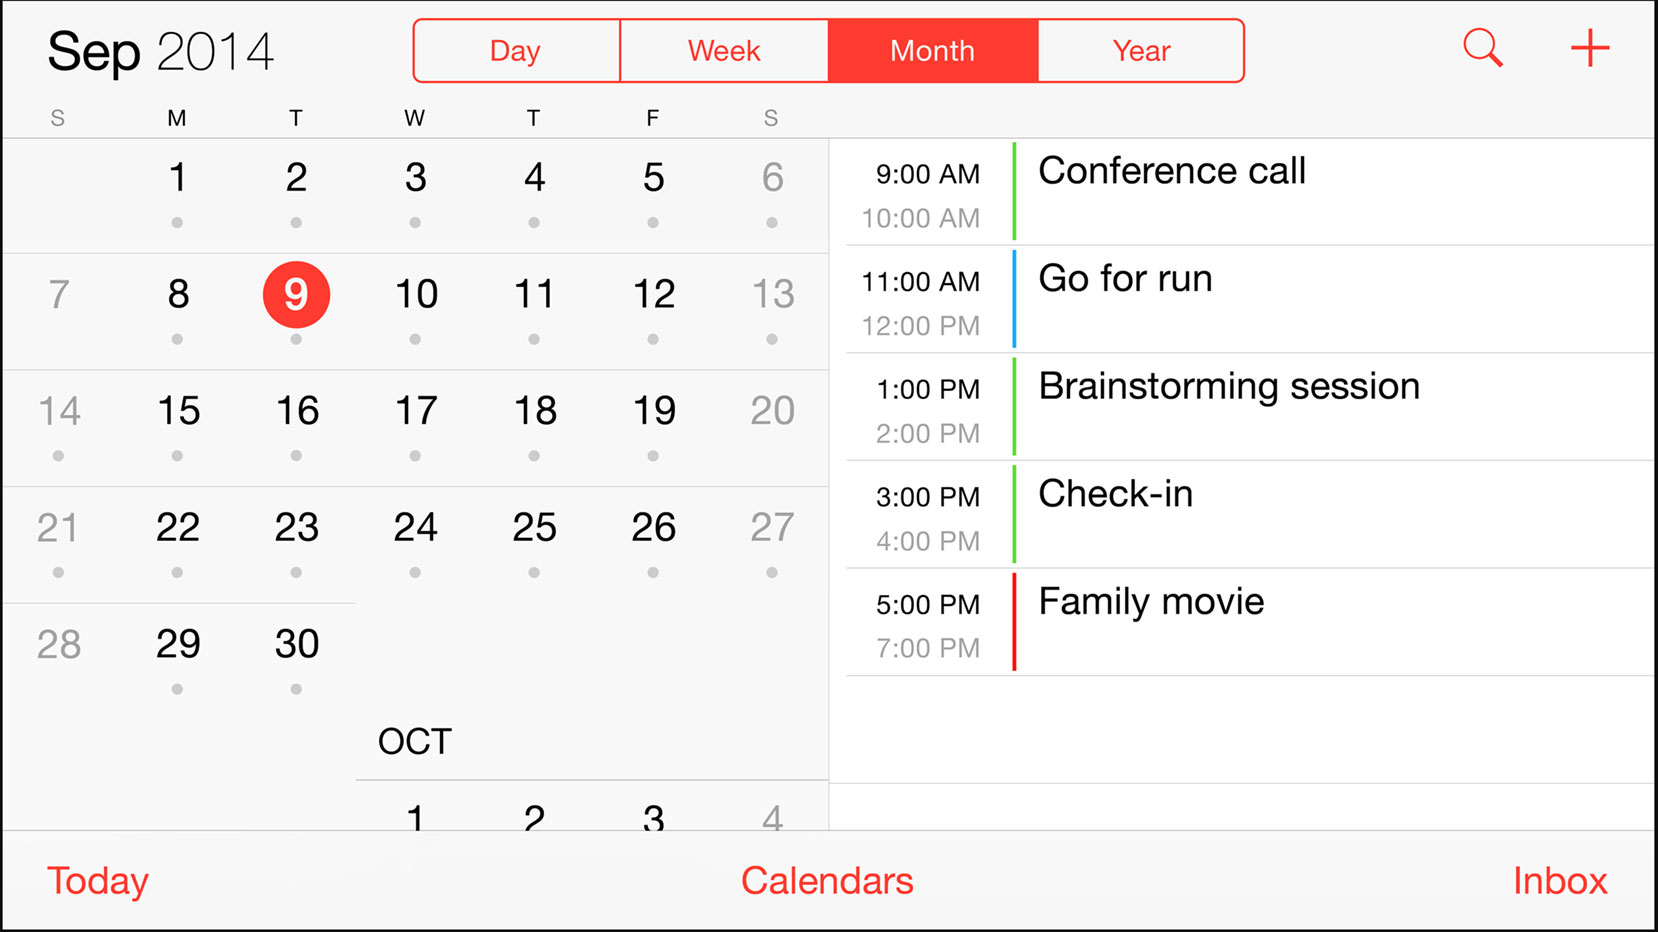 Sep 2014
Day Week Month Year
S M T W T F S
1 2 3 4 5 6
7 8 9 10 11 12 13
14 15 16 17 18 19 20
21 22 23 24 25 26 27
28 29 30
OCT
1 2 3 4
9:00 AM Conference call
10:00 AM
11:00 AM Go for run
12:00 PM
1:00 PM Brainstorming session
2:00 PM
3:00 PM Check-in
4:00 PM
5:00 PM Family movie
7:00 PM
Today Calendars Inbox